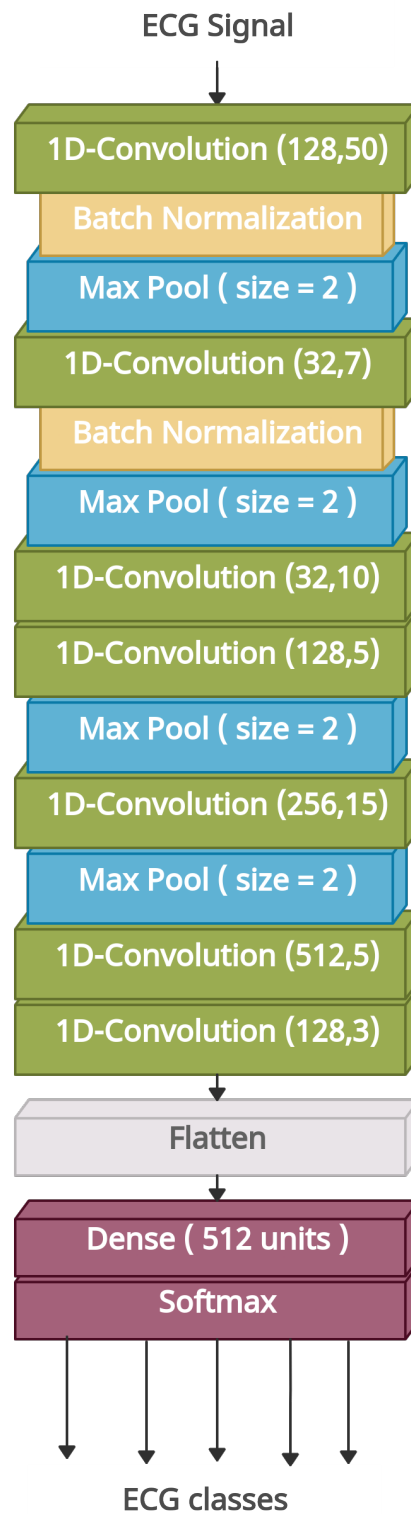 ECG Signal
1D-Convolution (128,50)
Batch Normalization
Max Pool ( size = 2 )
1D-Convolution (32,7)
Batch Normalization
Max Pool ( size = 2 )
1D-Convolution (32,10)
1D-Convolution (128,5)
Max Pool ( size = 2 )
1D-Convolution (256,15)
Max Pool ( size = 2 )
1D-Convolution (512,5)
1D-Convolution (128,3)
Flatten
Dense ( 512 units )
Softmax
ECG classes